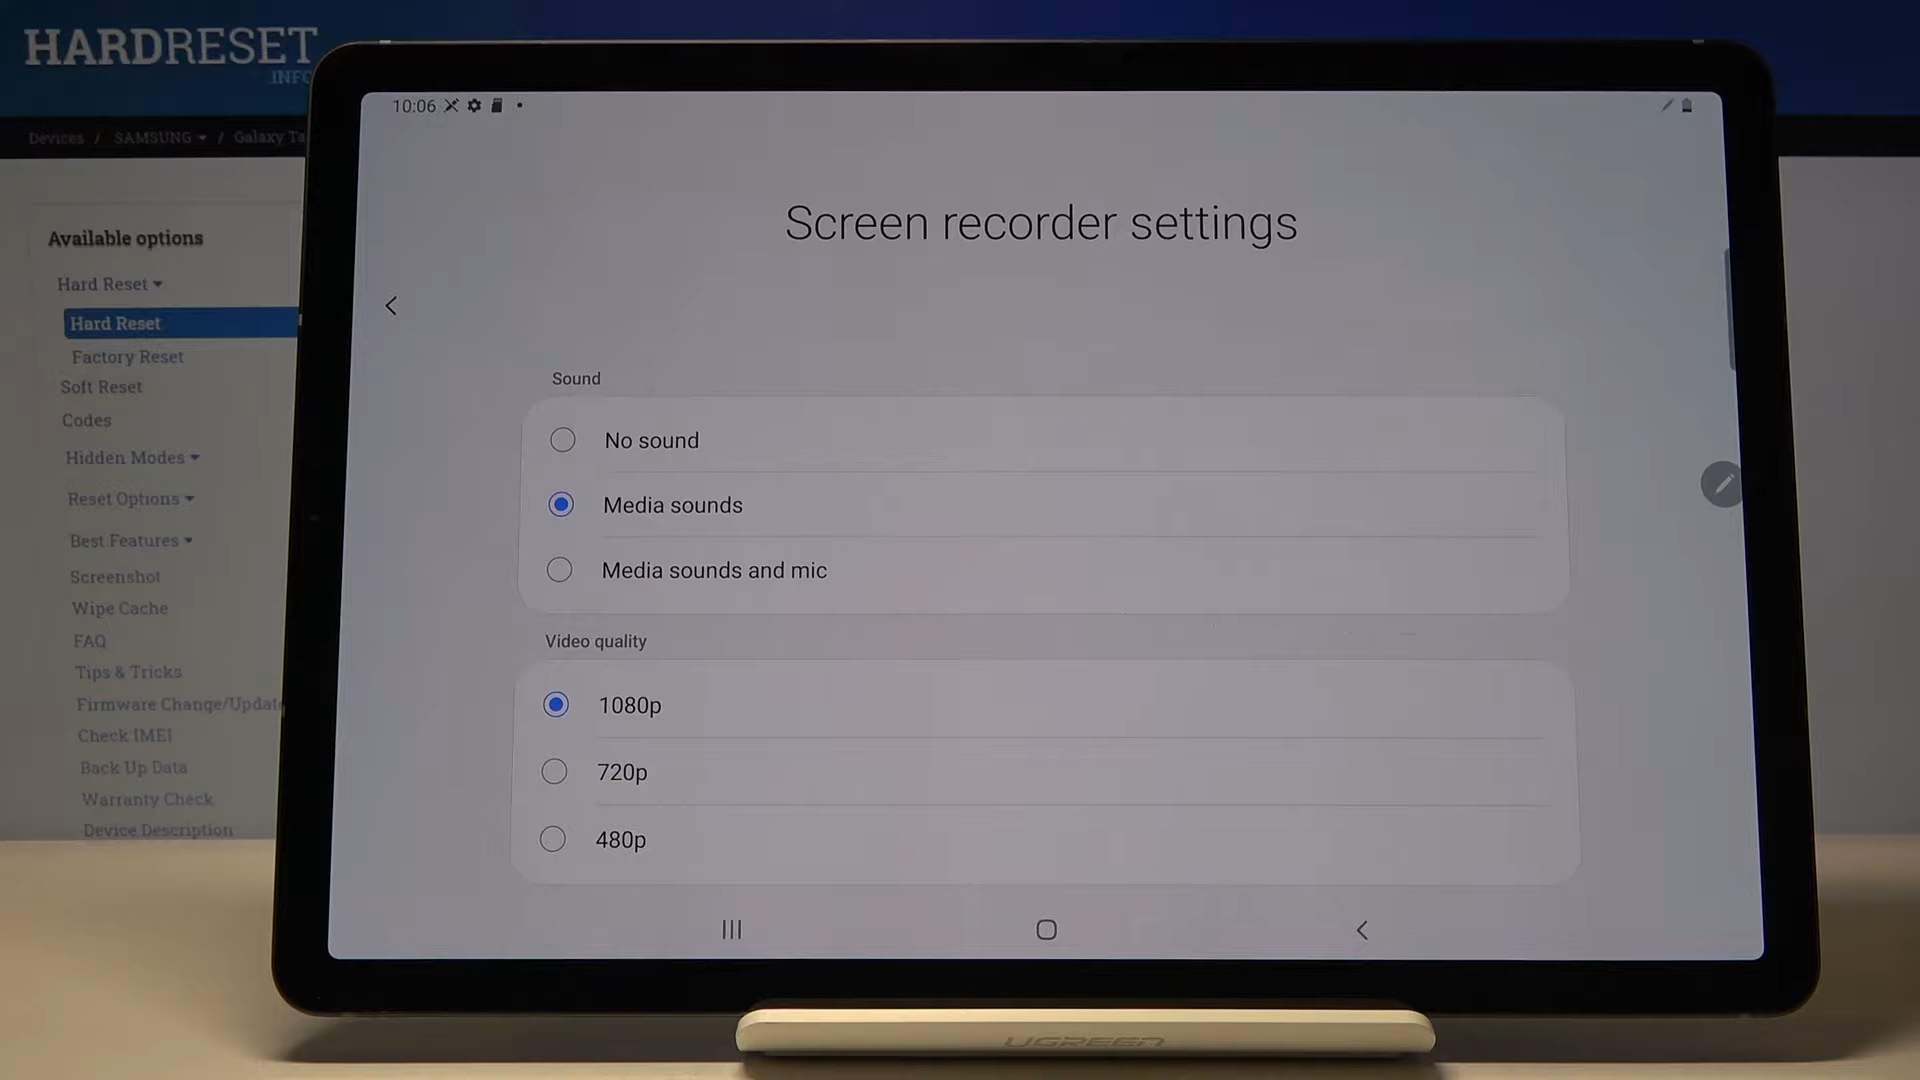 HARDRESET
.INFO
Devices / SAMSUNG / Galaxy Ta
Available options
Hard Reset
Hard Reset
Factory Reset
Soft Reset
Codes
Hidden Modes
Reset Options
Best Features
Screenshot
Wipe Cache
FAQ
Tips & Tricks
Firmware Change/Update
Check IMEI
Back Up Data
Warranty Check
Device Description
10:06
Screen recorder settings
Sound
No sound
Media sounds
Media sounds and mic
Video quality
1080p
720p
480p
UGREEN